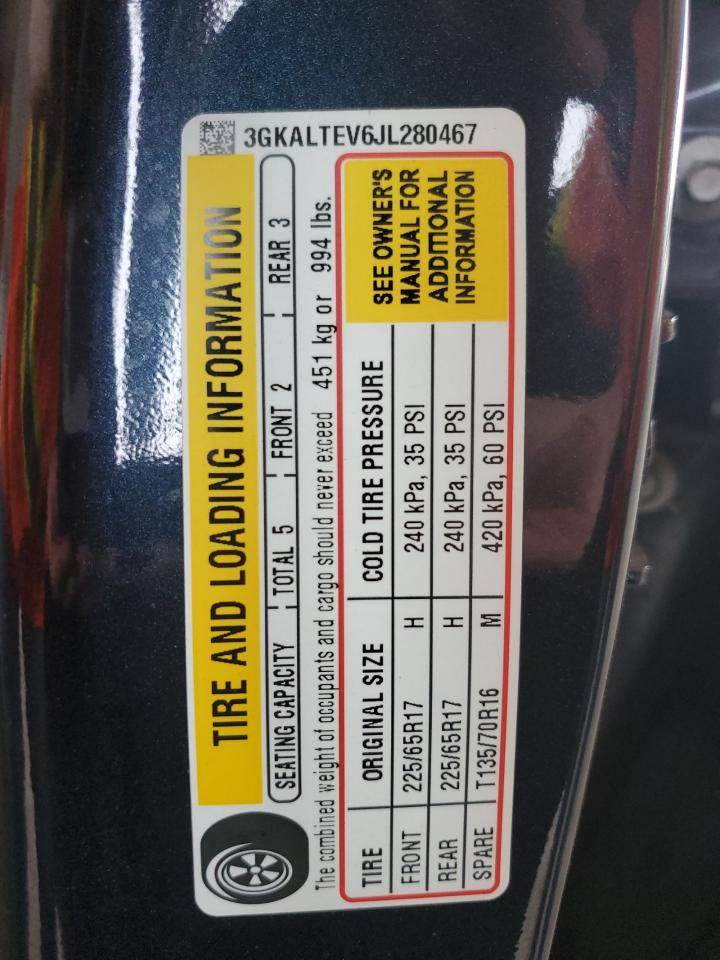 3GKALTEV6JL280467
TIRE AND LOADING INFORMATION
SEATING CAPACITY TOTAL 5 FRONT 2 REAR 3
The combined weight of occupants and cargo should never exceed 451 kg or 994 lbs.
TIRE ORIGINAL SIZE COLD TIRE PRESSURE
FRONT 225/65R17 H 240 kPa, 35 PSI
REAR 225/65R17 H 240 kPa, 35 PSI
SPARE T135/70R16 M 420 kPa, 60 PSI
SEE OWNER'S
MANUAL FOR
ADDITIONAL
INFORMATION